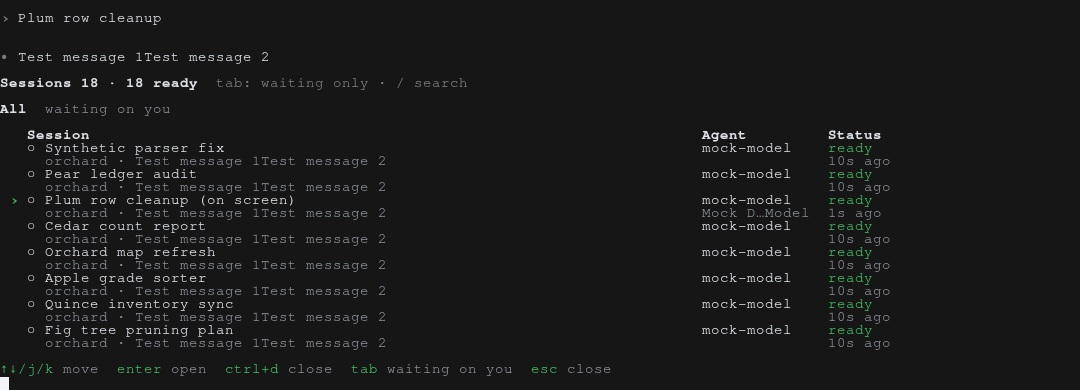 › Plum row cleanup
• Test message 1Test message 2
Sessions 18 · 18 ready  tab: waiting only · / search
All  waiting on you
Session  Agent  Status
○ Synthetic parser fix  mock-model  ready
orchard · Test message 1Test message 2  10s ago
○ Pear ledger audit  mock-model  ready
orchard · Test message 1Test message 2  10s ago
› ○ Plum row cleanup (on screen)  mock-model  ready
orchard · Test message 1Test message 2  Mock D…Model  1s ago
○ Cedar count report  mock-model  ready
orchard · Test message 1Test message 2  10s ago
○ Orchard map refresh  mock-model  ready
orchard · Test message 1Test message 2  10s ago
○ Apple grade sorter  mock-model  ready
orchard · Test message 1Test message 2  10s ago
○ Quince inventory sync  mock-model  ready
orchard · Test message 1Test message 2  10s ago
○ Fig tree pruning plan  mock-model  ready
orchard · Test message 1Test message 2  10s ago
↑↓/j/k move  enter open  ctrl+d close  tab waiting on you  esc close